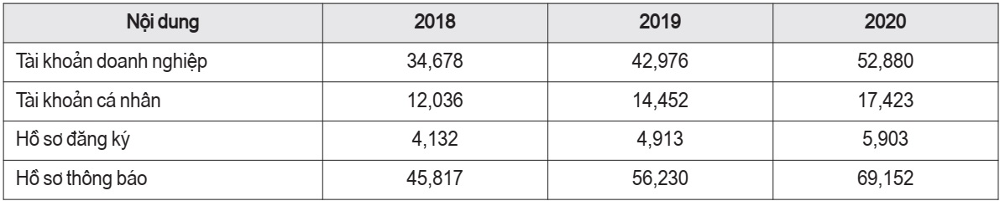 Nội dung 2018 2019 2020
Tài khoản doanh nghiệp 34,678 42,976 52,880
Tài khoản cá nhân 12,036 14,452 17,423
Hồ sơ đăng ký 4,132 4,913 5,903
Hồ sơ thông báo 45,817 56,230 69,152